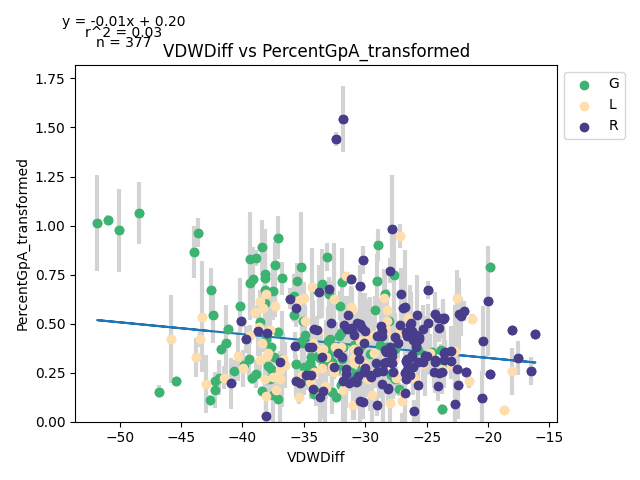 y = -0.01x + 0.20
r^2 = 0.03
n = 377
VDWDiff vs PercentGpA_transformed
G
L
R
PercentGpA_transformed
1.75
1.50
1.25
1.00
0.75
0.50
0.25
0.00
−50
−45
−40
−35
−30
−25
−20
−15
VDWDiff